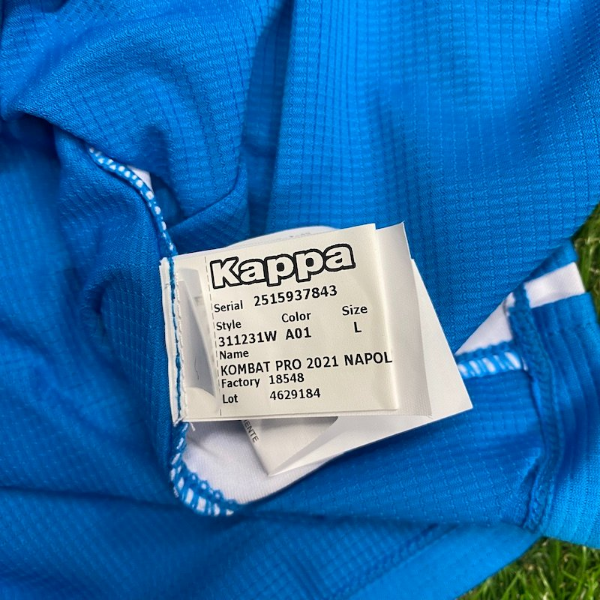 Kappa
Serial 2515937843
Style Color Size
311231W A01 L
Name
KOMBAT PRO 2021 NAPOL
Factory 18548
Lot 4629184